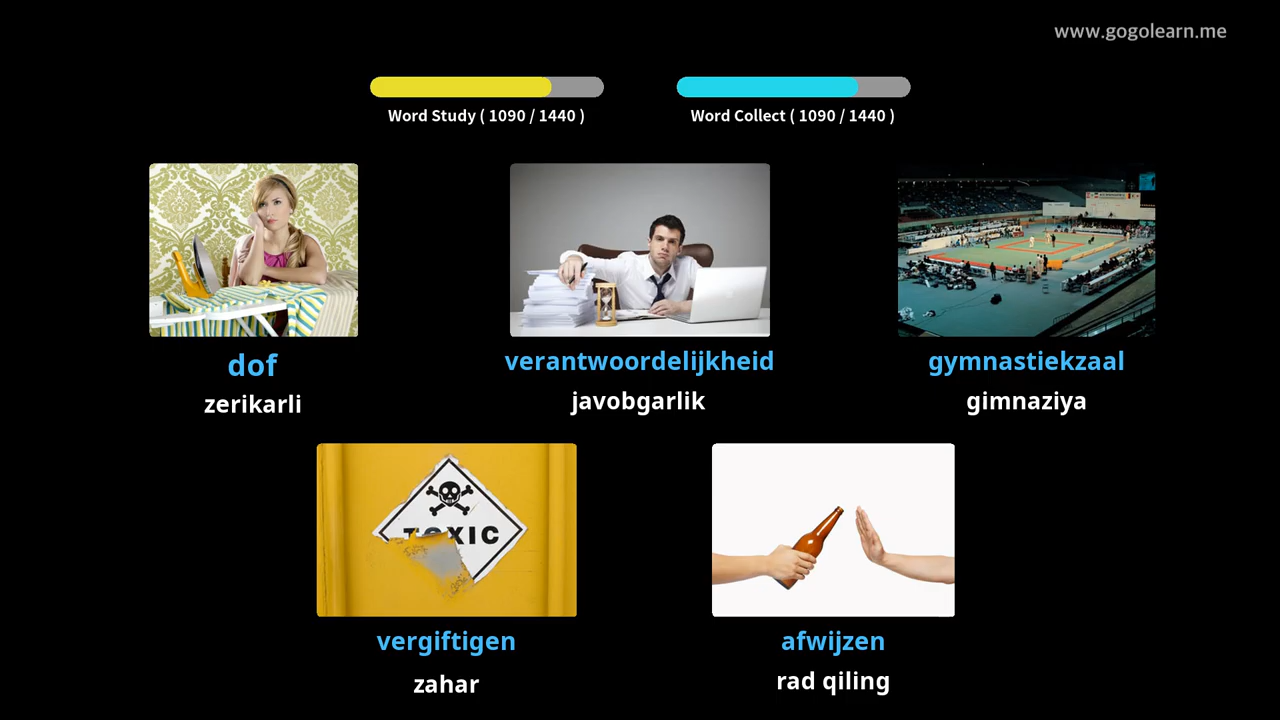 www.gogolearn.me
Word Study ( 1090 / 1440 )
Word Collect ( 1090 / 1440 )
dof
zerikarli
verantwoordelijkheid
javobgarlik
gymnastiekzaal
gimnaziya
TOXIC
vergiftigen
zahar
afwijzen
rad qiling